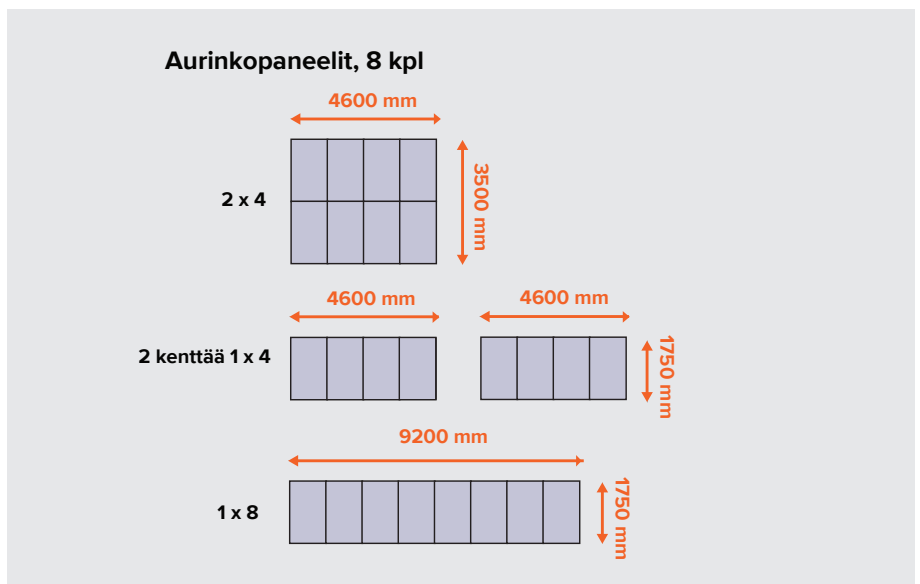 Aurinkopaneelit, 8 kpl
4600 mm
2 x 4
3500 mm
4600 mm
4600 mm
2 kenttää 1 x 4
1750 mm
9200 mm
1 x 8
1750 mm